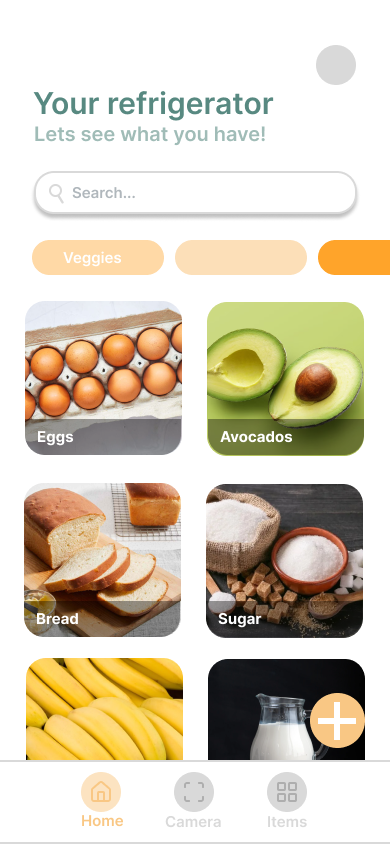 Your refrigerator
Lets see what you have!
Search...
Veggies
Eggs
Avocados
Bread
Sugar
Home
Camera
Items